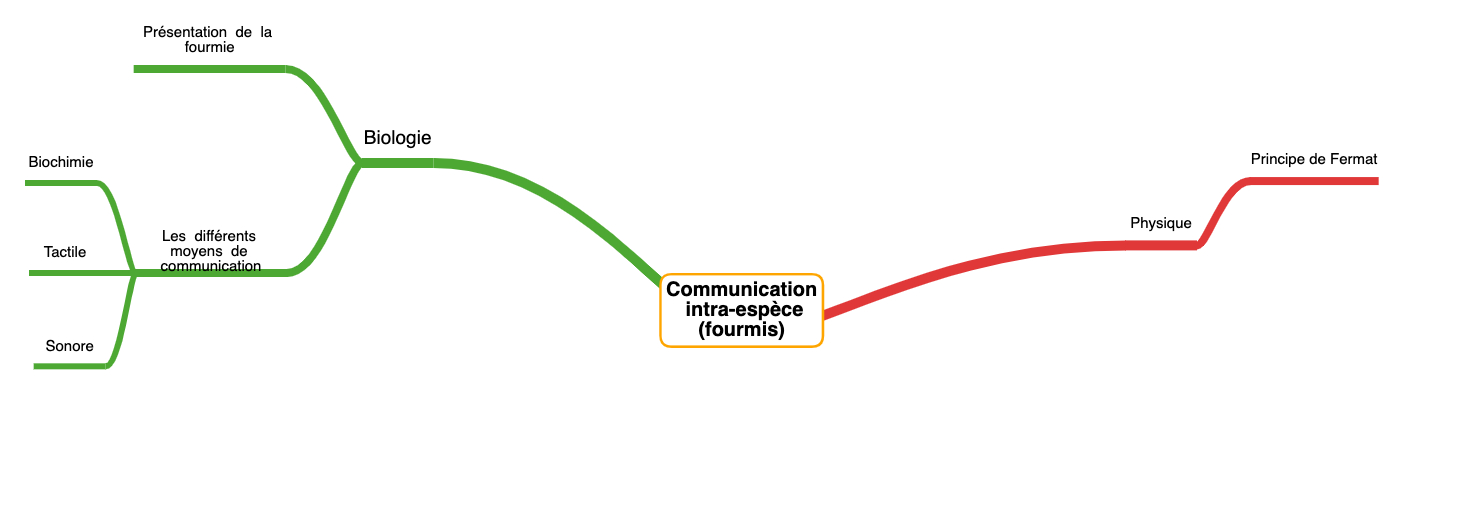 Présentation de la
fourmie
Biologie
Biochimie
Tactile
Les différents
moyens de
communication
Sonore
Communication
intra-espèce
(fourmis)
Physique
Principe de Fermat